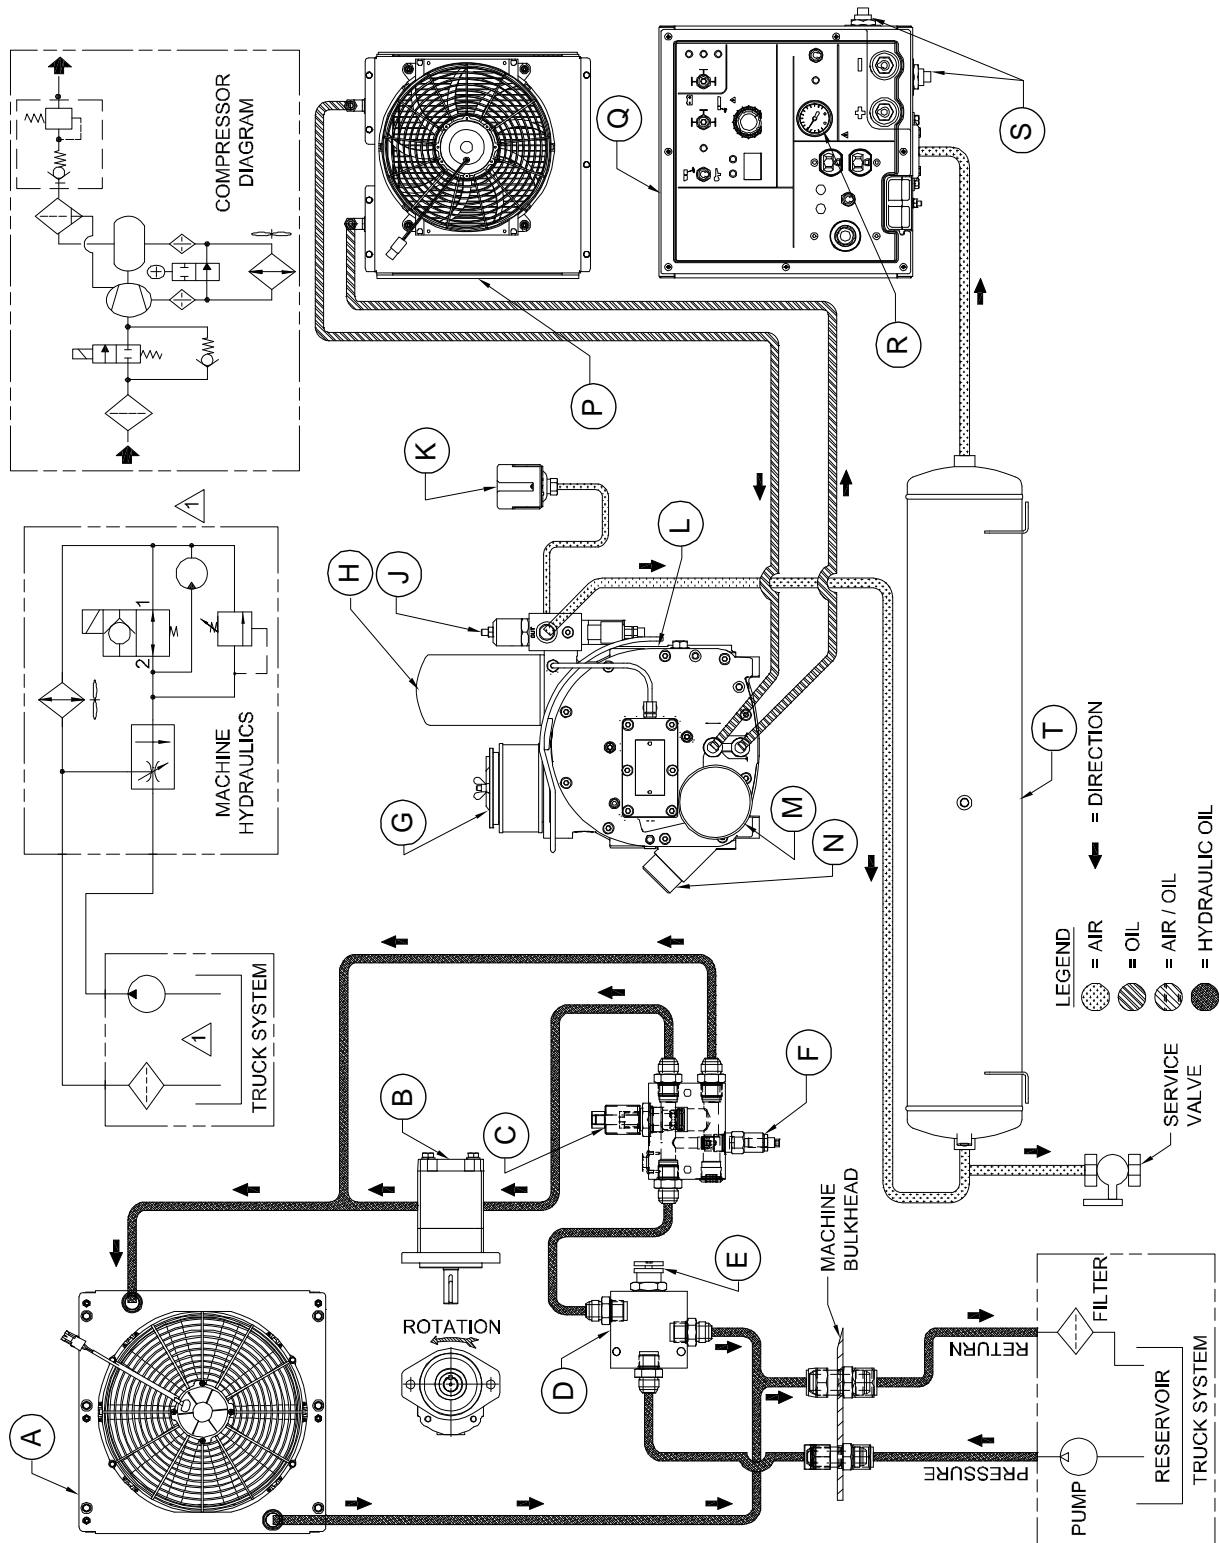 COMPRESSOR
DIAGRAM
MACHINE
HYDRAULICS
1
2
1
TRUCK SYSTEM
1
A
B
C
D
E
F
G
H
J
K
L
M
N
P
Q
R
S
T
ROTATION
OUT
+
−
MACHINE
BULKHEAD
PRESSURE
RETURN
PUMP
FILTER
RESERVOIR
TRUCK SYSTEM
SERVICE
VALVE
LEGEND
= AIR
= OIL
= AIR / OIL
= HYDRAULIC OIL
= DIRECTION